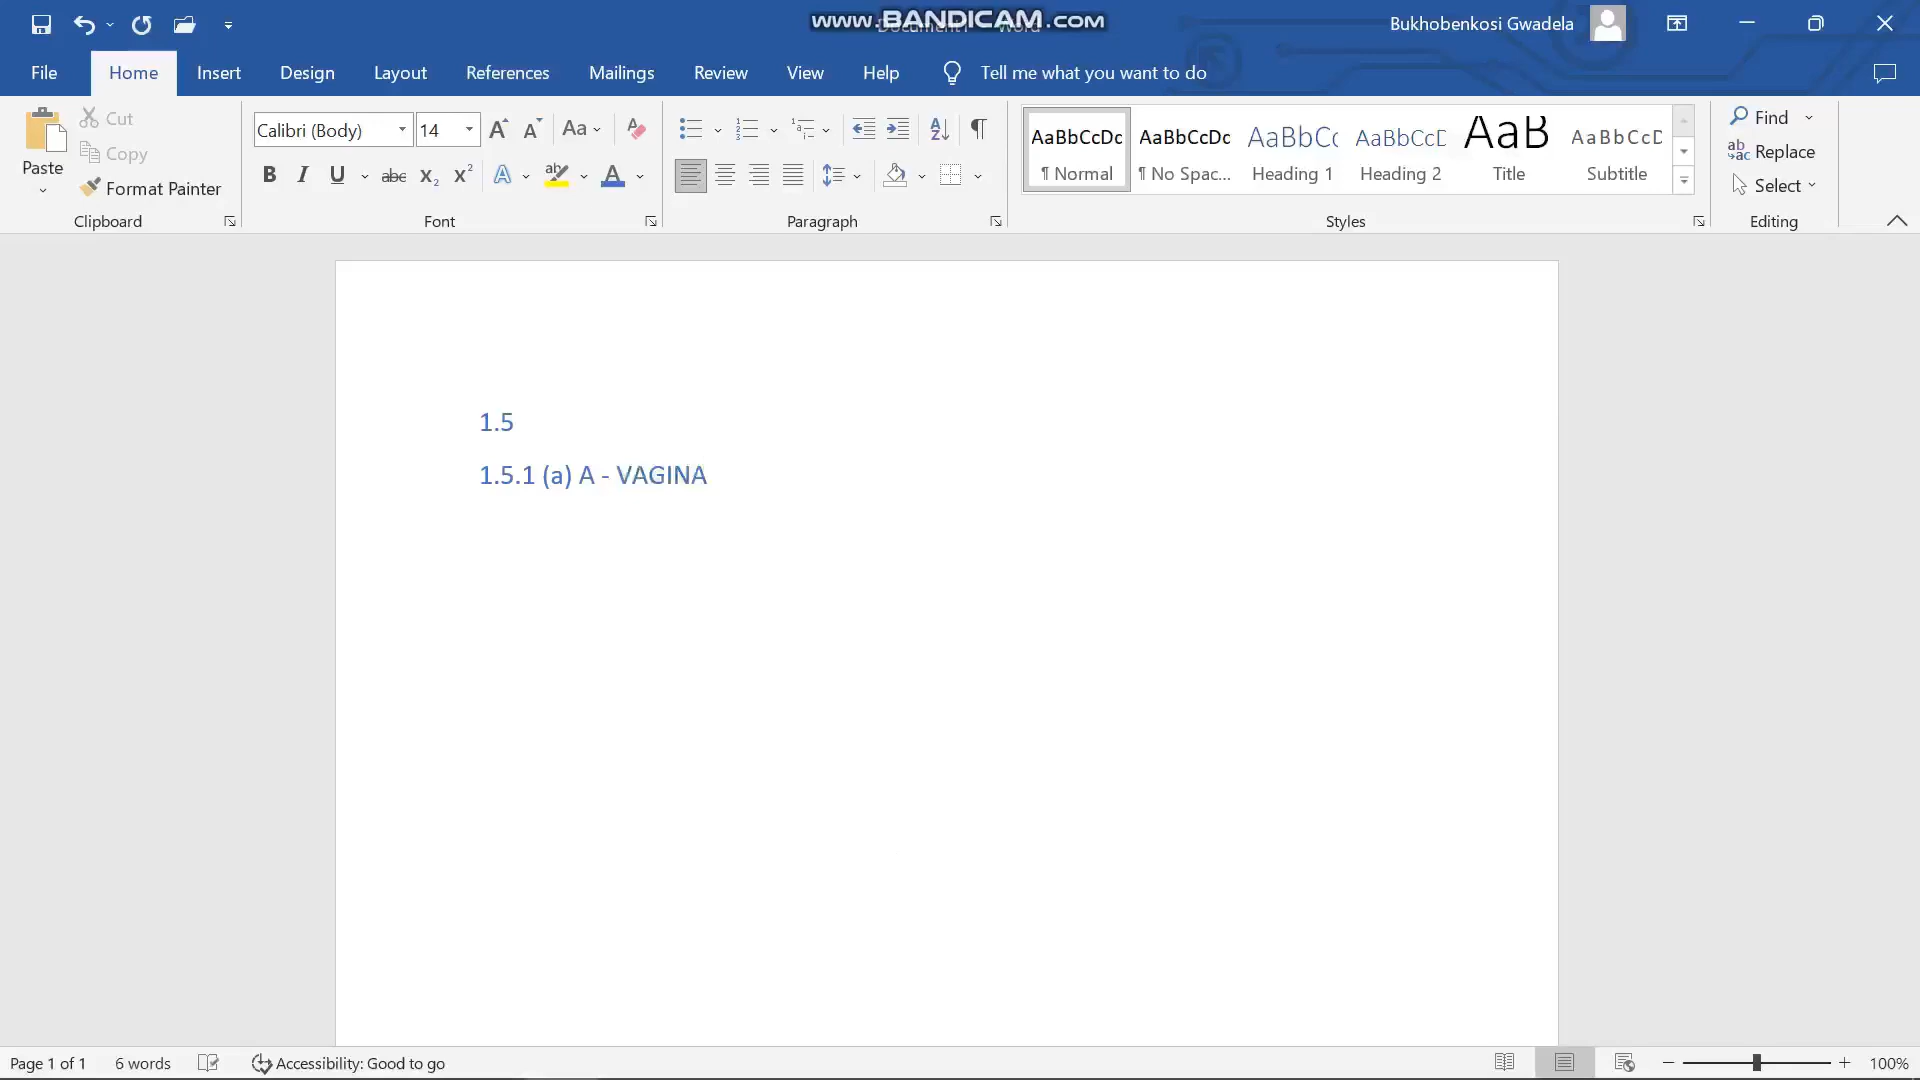 www.BANDICAM.com
Bukhobenkosi Gwadela
File Home Insert Design Layout References Mailings Review View Help Tell me what you want to do
Cut
Copy
Paste
Format Painter
Calibri (Body) 14
Clipboard Font Paragraph Styles Editing
AaBbCcDc AaBbCcDc AaBbCc AaBbCcD AaB AaBbCcD
¶ Normal ¶ No Spac... Heading 1 Heading 2 Title Subtitle
Find
Replace
Select
1.5
1.5.1 (a) A - VAGINA
Page 1 of 1 6 words Accessibility: Good to go 100%